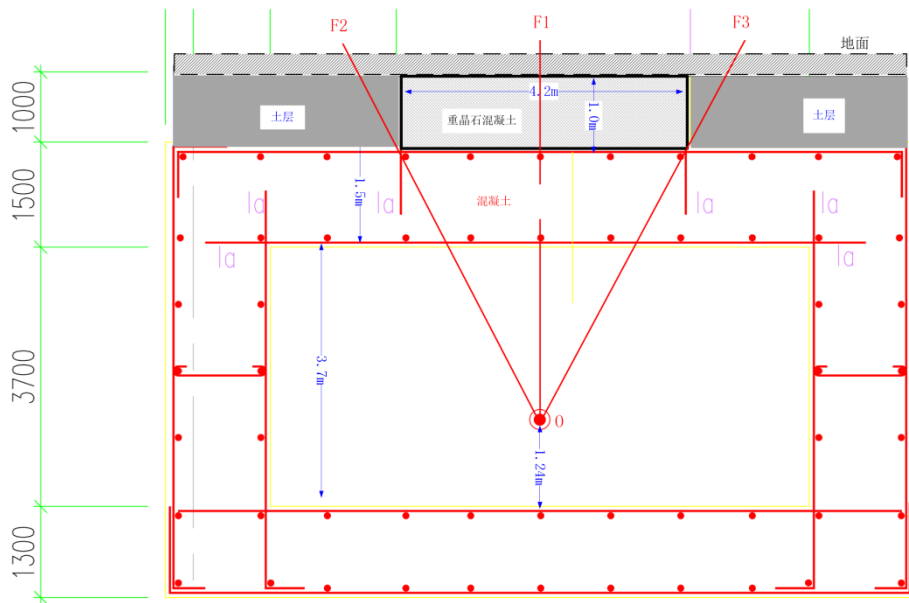 F2
F1
F3
地面
1000
4.2m
1.0m
土层
重晶石混凝土
土层
1500
1.5m
混凝土
la
la
la
la
la
la
3700
3.7m
O
1.24m
1300